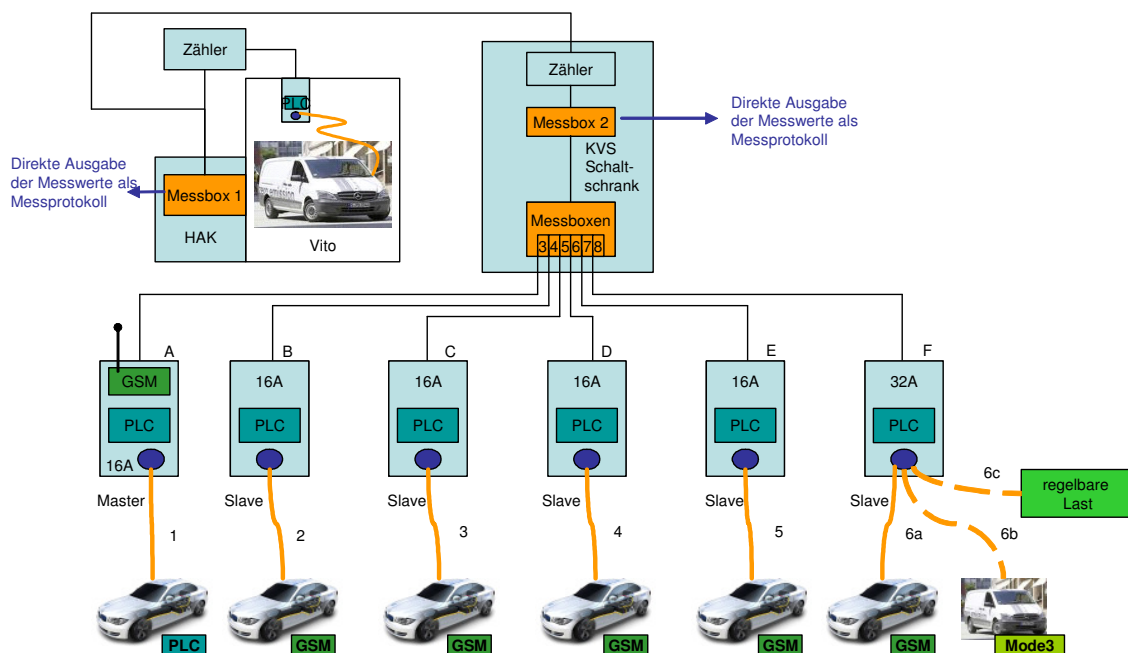 Zähler
PLC
Direkte Ausgabe
der Messwerte als
Messprotokoll
Messbox 1
HAK
emission
Vito
Zähler
Messbox 2
KVS
Schalt-
schrank
Messboxen
3 4 5 6 7 8
Direkte Ausgabe
der Messwerte als
Messprotokoll
A
GSM
PLC
16A
Master
1
PLC
B
16A
PLC
Slave
2
GSM
C
16A
PLC
Slave
3
GSM
D
16A
PLC
Slave
4
GSM
E
16A
PLC
Slave
5
GSM
F
32A
PLC
Slave
6a
6b
6c
regelbare
Last
GSM
Mode3